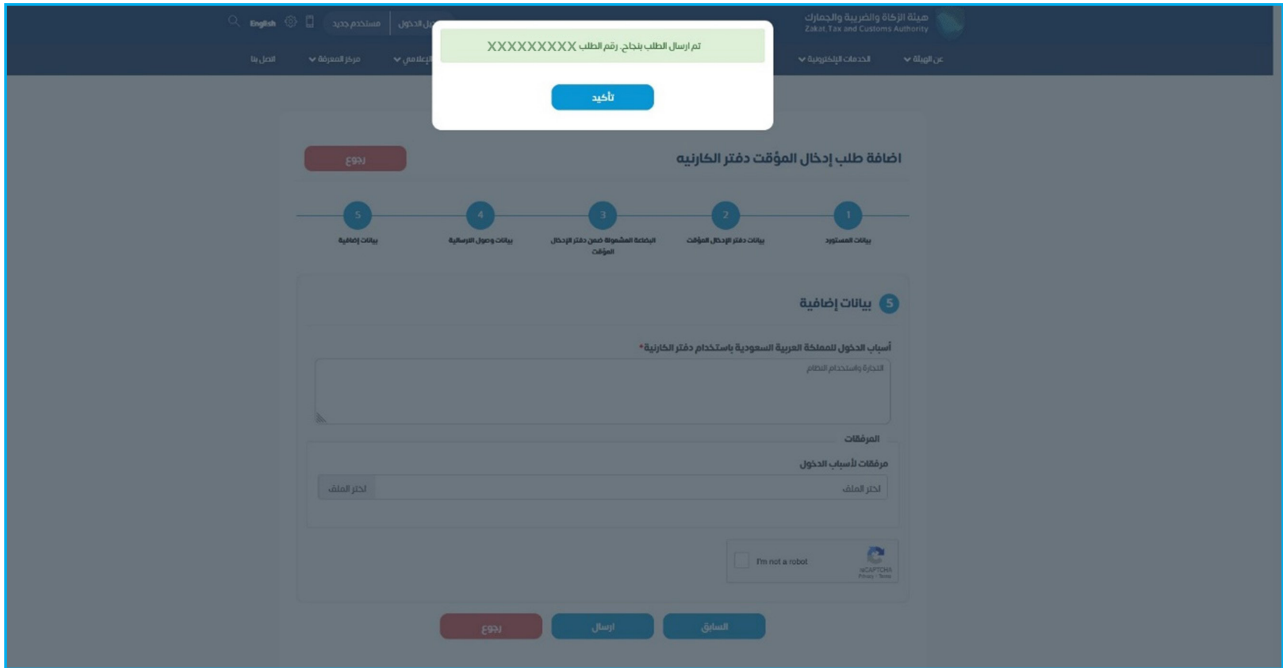 هيئة الزكاة والضريبة والجمارك
Zakat, Tax and Customs Authority
مستخدم جديد
English
عن الهيئة
الخدمات الإلكترونية
مركز المعرفة
اتصل بنا
تم ارسال الطلب بنجاح. رقم الطلب XXXXXXXXX
تأكيد
اضافة طلب إدخال المؤقت دفتر الكارنيه
رجوع
1 2 3 4 5
بيانات المستورد
بيانات دفتر الإدخال المؤقت
البضاعة المشمولة ضمن دفتر الإدخال المؤقت
بيانات وصول الارسالية
بيانات إضافية
5 بيانات إضافية
أسباب الدخول للمملكة العربية السعودية باستخدام دفتر الكارنية*
التجارة واستخدام النظام
المرفقات
مرفقات لأسباب الدخول
اختر الملف
اختر الملف
I'm not a robot
reCAPTCHA
Privacy - Terms
السابق
ارسال
رجوع